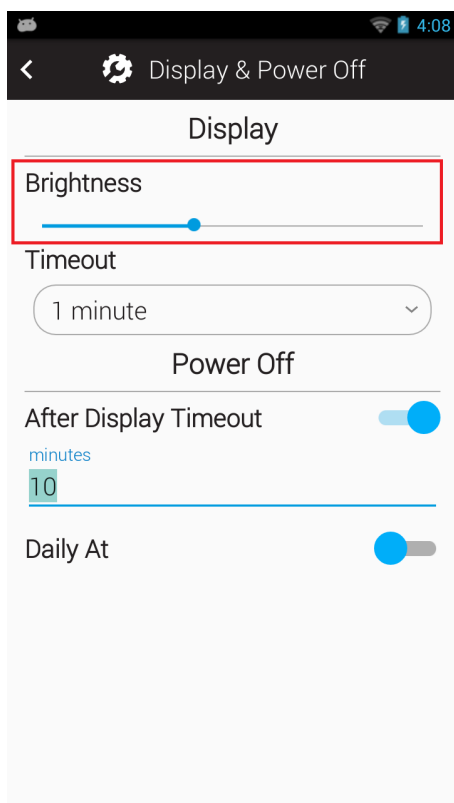 4:08
Display & Power Off
Display
Brightness
Timeout
1 minute
Power Off
After Display Timeout
minutes
10
Daily At